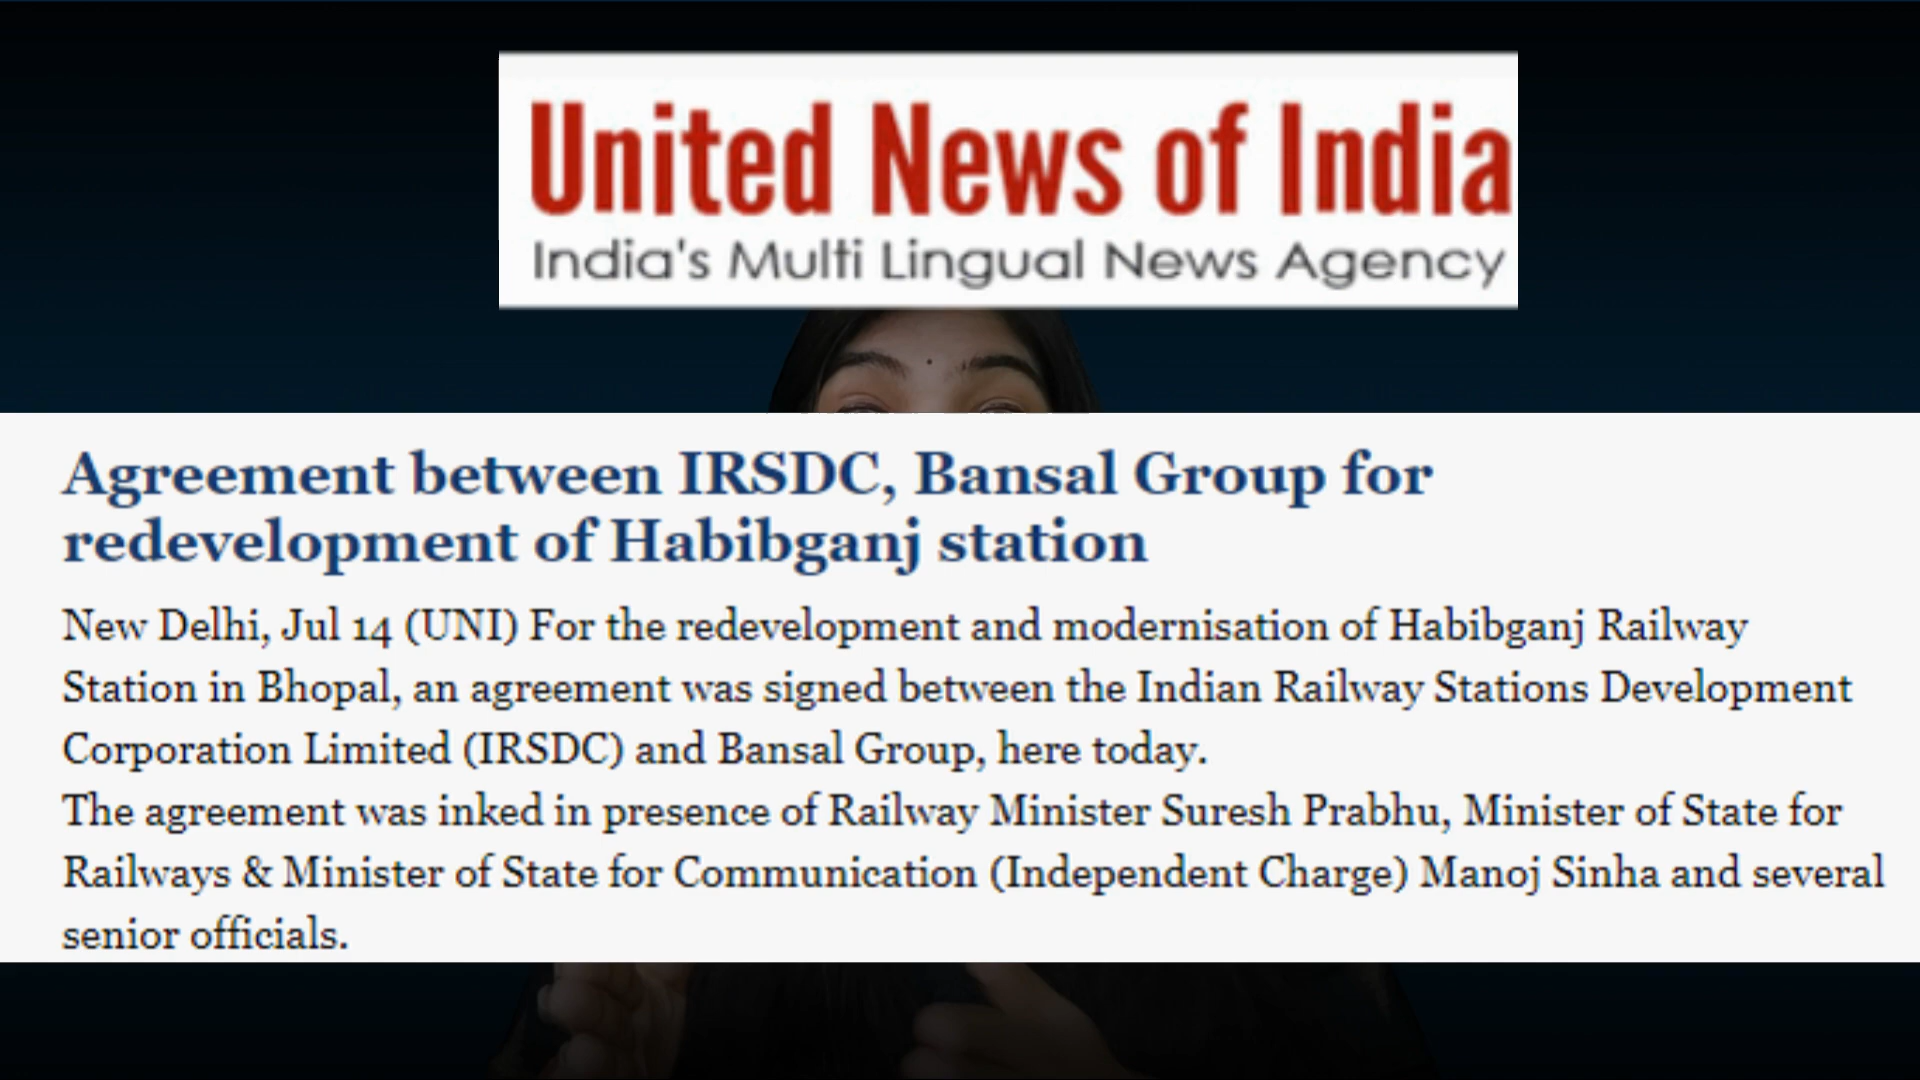 United News of India
India's Multi Lingual News Agency
Agreement between IRSDC, Bansal Group for
redevelopment of Habibganj station
New Delhi, Jul 14 (UNI) For the redevelopment and modernisation of Habibganj Railway
Station in Bhopal, an agreement was signed between the Indian Railway Stations Development
Corporation Limited (IRSDC) and Bansal Group, here today.
The agreement was inked in presence of Railway Minister Suresh Prabhu, Minister of State for
Railways & Minister of State for Communication (Independent Charge) Manoj Sinha and several
senior officials.